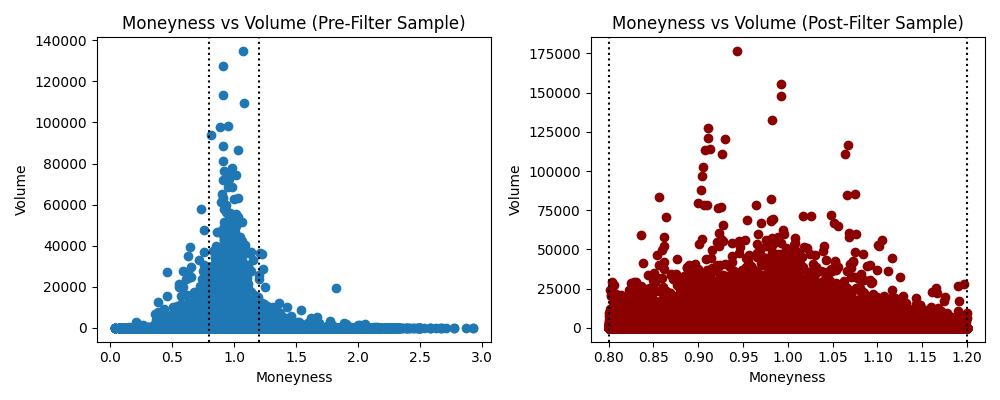 Moneyness vs Volume (Pre-Filter Sample)
Volume
140000
120000
100000
80000
60000
40000
20000
0
0.0 0.5 1.0 1.5 2.0 2.5 3.0
Moneyness
Moneyness vs Volume (Post-Filter Sample)
Volume
175000
150000
125000
100000
75000
50000
25000
0
0.80 0.85 0.90 0.95 1.00 1.05 1.10 1.15 1.20
Moneyness